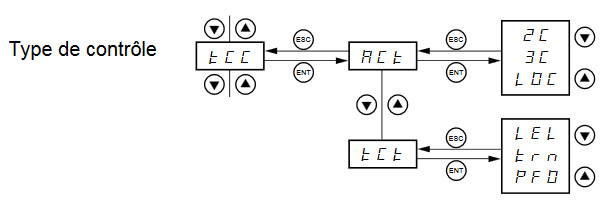 ESC ESC 2C
Type de contrôle
tCC ACt 3C
ENT ENT LOC
ESC LEL
tCt trn
ENT PFO